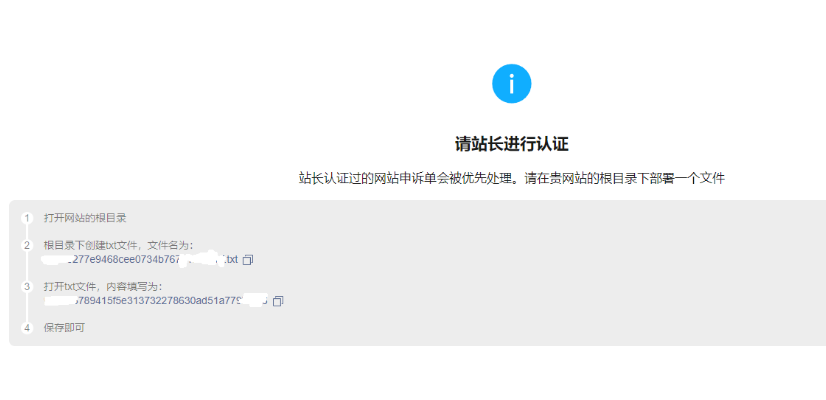 请站长进行认证
站长认证过的网站申诉单会被优先处理。请在贵网站的根目录下部署一个文件
1 打开网站的根目录
2 根目录下创建txt文件，文件名为：
277e9468cee0734b767 .txt
3 打开txt文件，内容填写为：
789415f5e313732278630ad51a779
4 保存即可